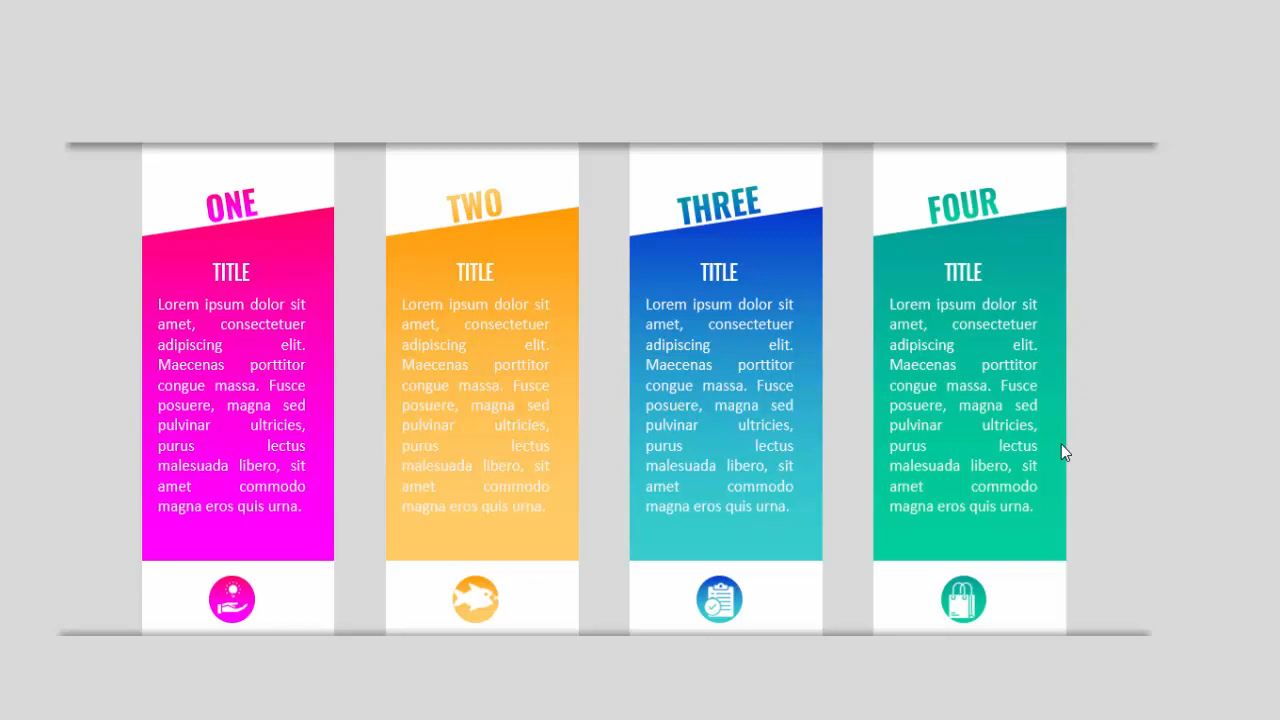 ONE
TITLE
Lorem ipsum dolor sit
amet, consectetuer
adipiscing elit.
Maecenas porttitor
congue massa. Fusce
posuere, magna sed
pulvinar ultricies,
purus lectus
malesuada libero, sit
amet commodo
magna eros quis urna.
TWO
TITLE
Lorem ipsum dolor sit
amet, consectetuer
adipiscing elit.
Maecenas porttitor
congue massa. Fusce
posuere, magna sed
pulvinar ultricies,
purus lectus
malesuada libero, sit
amet commodo
magna eros quis urna.
THREE
TITLE
Lorem ipsum dolor sit
amet, consectetuer
adipiscing elit.
Maecenas porttitor
congue massa. Fusce
posuere, magna sed
pulvinar ultricies,
purus lectus
malesuada libero, sit
amet commodo
magna eros quis urna.
FOUR
TITLE
Lorem ipsum dolor sit
amet, consectetuer
adipiscing elit.
Maecenas porttitor
congue massa. Fusce
posuere, magna sed
pulvinar ultricies,
purus lectus
malesuada libero, sit
amet commodo
magna eros quis urna.